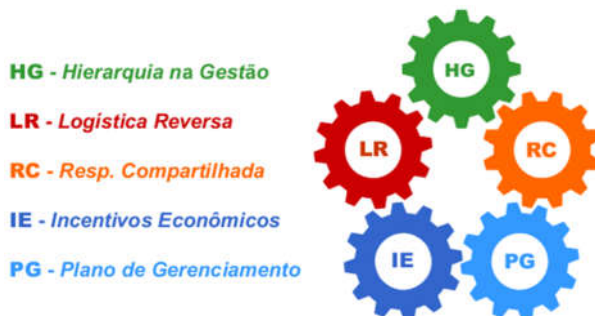 HG - Hierarquia na Gestão
LR - Logística Reversa
RC - Resp. Compartilhada
IE - Incentivos Econômicos
PG - Plano de Gerenciamento
HG
LR
RC
IE
PG